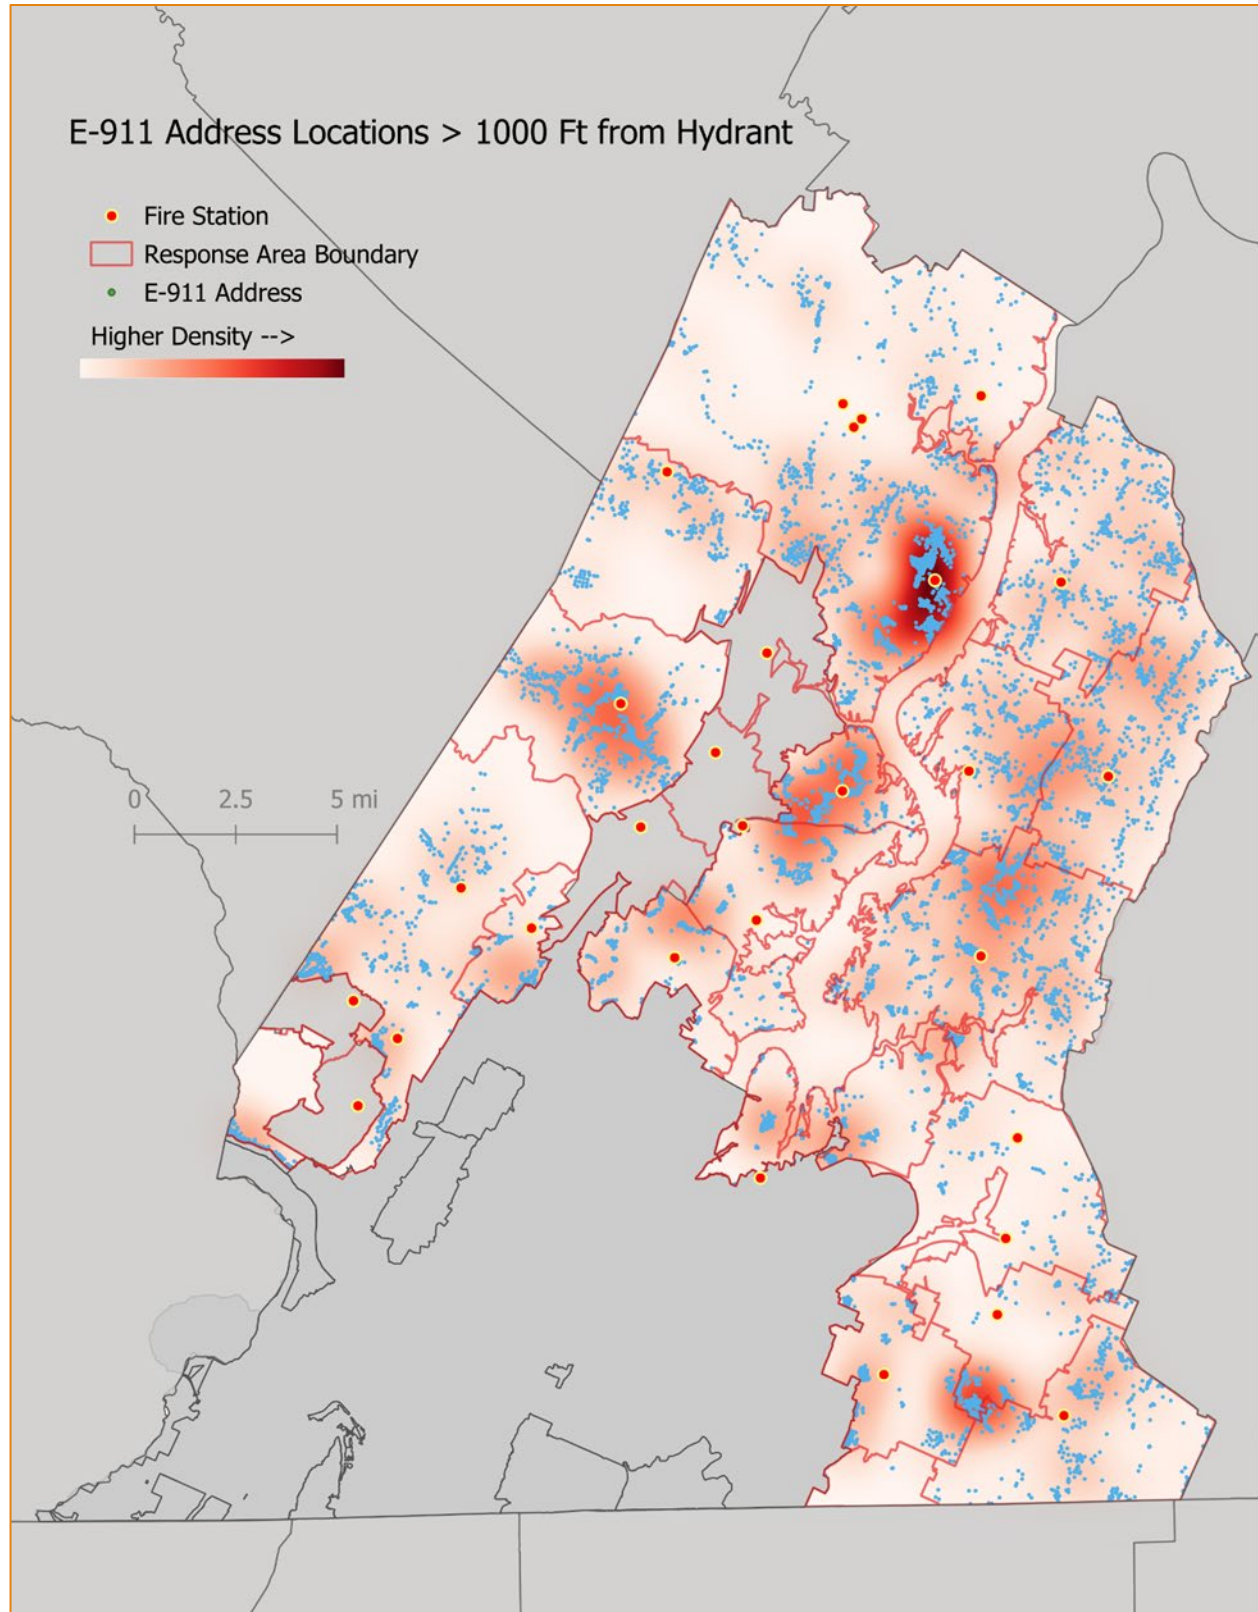 E-911 Address Locations > 1000 Ft from Hydrant
Fire Station
Response Area Boundary
E-911 Address
Higher Density -->
0 2.5 5 mi